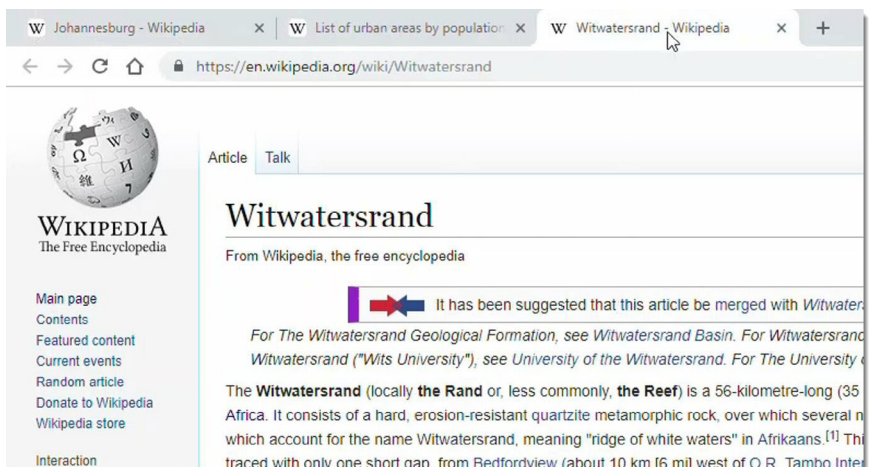 Johannesburg - Wikipedia
List of urban areas by population
Witwatersrand - Wikipedia
https://en.wikipedia.org/wiki/Witwatersrand
Article Talk
WIKIPEDIA
The Free Encyclopedia
Witwatersrand
From Wikipedia, the free encyclopedia
Main page
Contents
Featured content
Current events
Random article
Donate to Wikipedia
Wikipedia store
Interaction
It has been suggested that this article be merged with Witwater
For The Witwatersrand Geological Formation, see Witwatersrand Basin. For Witwatersrand
Witwatersrand ("Wits University"), see University of the Witwatersrand. For The University
The Witwatersrand (locally the Rand or, less commonly, the Reef) is a 56-kilometre-long (35
Africa. It consists of a hard, erosion-resistant quartzite metamorphic rock, over which several n
which account for the name Witwatersrand, meaning "ridge of white waters" in Afrikaans.[1] Thi
traced with only one short gap, from Bedfordview (about 10 km [6 mi] west of O.R. Tambo Inter